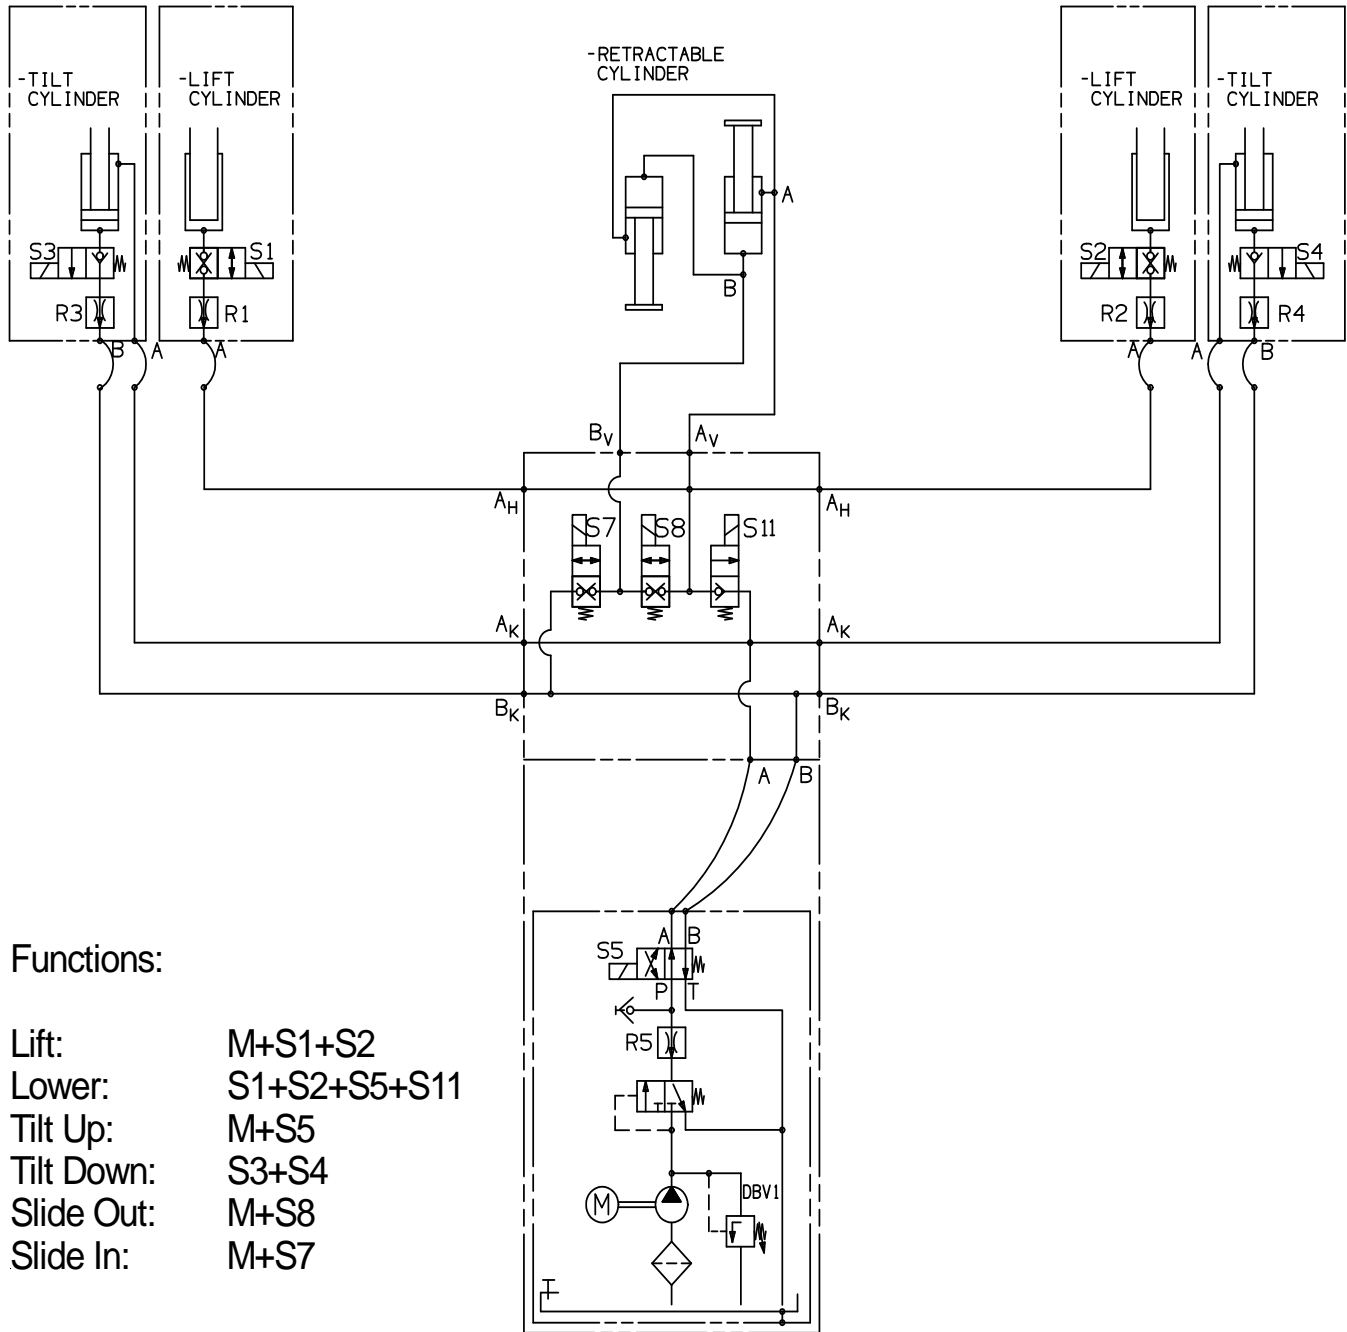 -TILT
CYLINDER
-LIFT
CYLINDER
-RETRACTABLE
CYLINDER
-LIFT
CYLINDER
-TILT
CYLINDER
A
S3
S1
S2
S4
B
R3
R1
R2
R4
B
A
A
A
A
B
BV
AV
AH
AH
S7
S8
S11
AK
AK
BK
BK
A
B
A
B
S5
P
T
R5
M
DBV1
Functions:
Lift: M+S1+S2
Lower: S1+S2+S5+S11
Tilt Up: M+S5
Tilt Down: S3+S4
Slide Out: M+S8
Slide In: M+S7